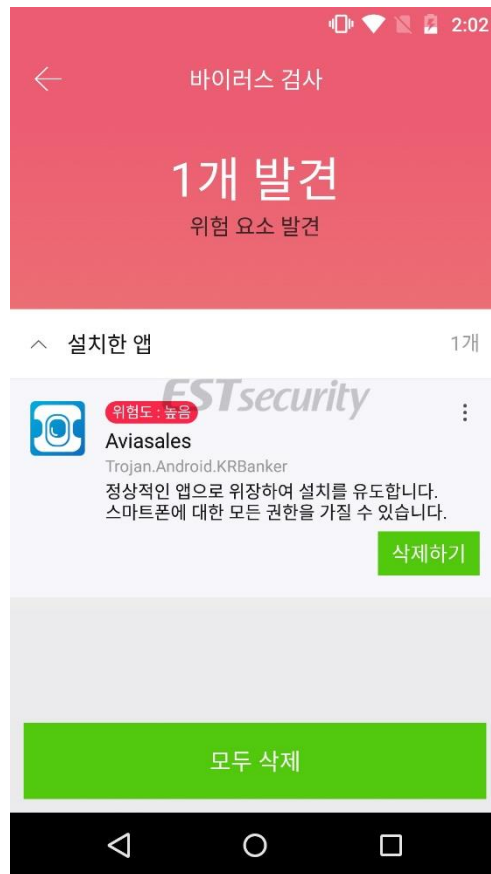 2:02
바이러스 검사
1개 발견
위험 요소 발견
설치한 앱 1개
ESTsecurity
위험도 : 높음
Aviasales
Trojan.Android.KRBanker
정상적인 앱으로 위장하여 설치를 유도합니다.
스마트폰에 대한 모든 권한을 가질 수 있습니다.
삭제하기
모두 삭제